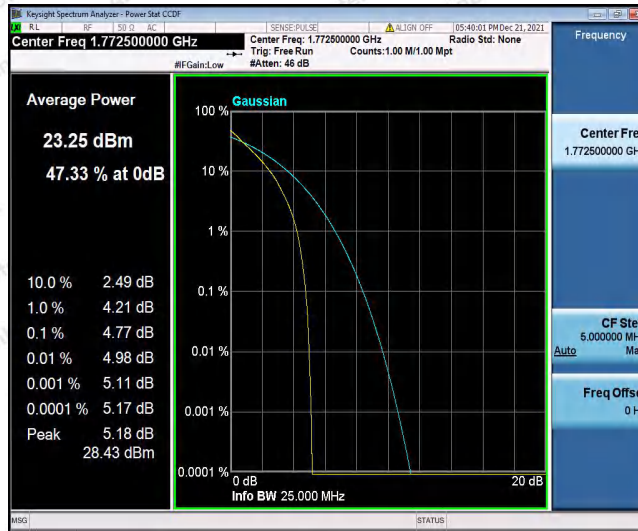 Keysight Spectrum Analyzer - Power Stat CCDF
RL RF 50 Ω AC SENSE:PULSE ALIGN OFF 05:40:01 PM Dec 21, 2021
Center Freq 1.772500000 GHz
Center Freq: 1.772500000 GHz Radio Std: None
Trig: Free Run Counts:1.00 M/1.00 Mpt
#IFGain:Low #Atten: 46 dB
Frequency
Average Power
23.25 dBm
47.33 % at 0dB
10.0 % 2.49 dB
1.0 % 4.21 dB
0.1 % 4.77 dB
0.01 % 4.98 dB
0.001 % 5.11 dB
0.0001 % 5.17 dB
Peak 5.18 dB
28.43 dBm
Gaussian
100 %
10 %
1 %
0.1 %
0.01 %
0.001 %
0.0001 %
0 dB 20 dB
Info BW 25.000 MHz
Center Fre
1.772500000 GH
CF Ste
5.000000 MH
Auto Ma
Freq Offse
0 H
MSG STATUS